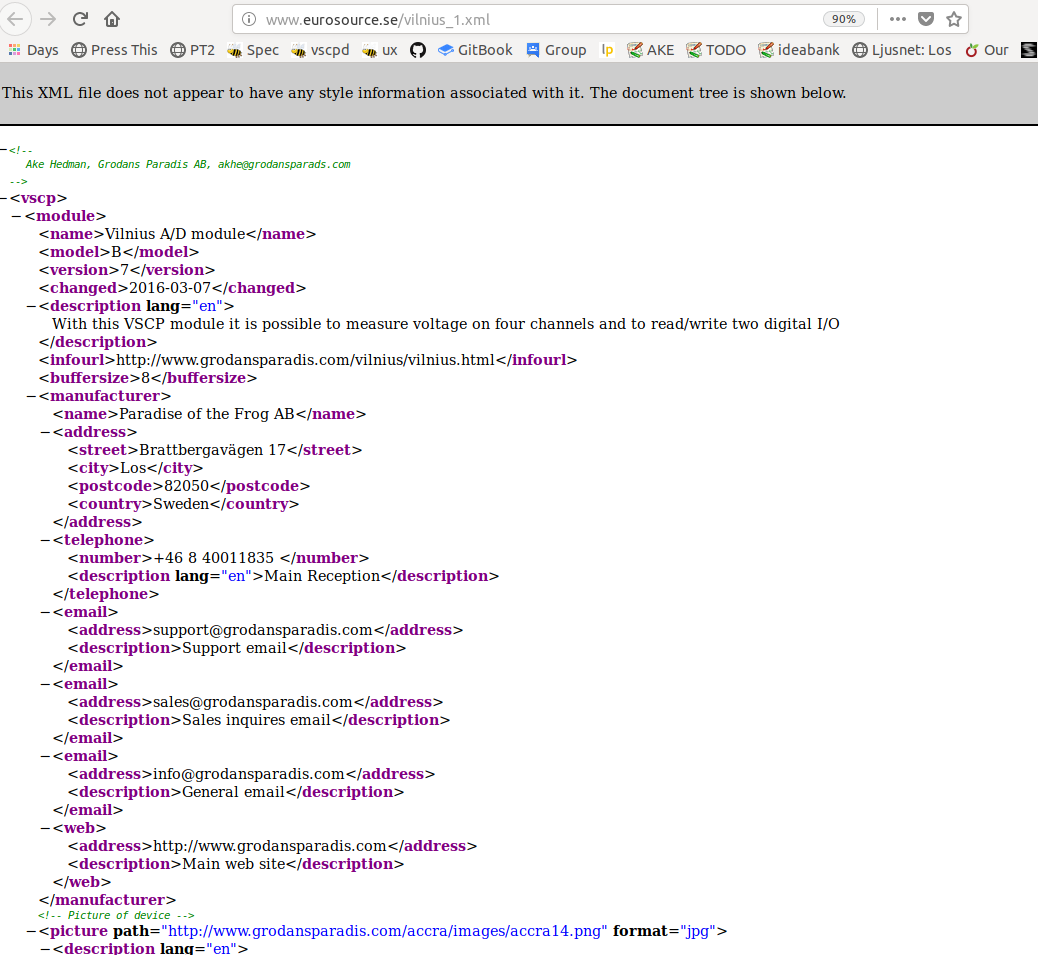 www.eurosource.se/vilnius_1.xml 90%
Days Press This PT2 Spec vscpd ux GitBook Group lp AKE TODO ideabank Ljusnet: Los Our
This XML file does not appear to have any style information associated with it. The document tree is shown below.
−<!--
Ake Hedman, Grodans Paradis AB, akhe@grodansparads.com
-->
−<vscp>
−<module>
<name>Vilnius A/D module</name>
<model>B</model>
<version>7</version>
<changed>2016-03-07</changed>
−<description lang="en">
With this VSCP module it is possible to measure voltage on four channels and to read/write two digital I/O
</description>
<infourl>http://www.grodansparadis.com/vilnius/vilnius.html</infourl>
<buffersize>8</buffersize>
−<manufacturer>
<name>Paradise of the Frog AB</name>
−<address>
<street>Brattbergavägen 17</street>
<city>Los</city>
<postcode>82050</postcode>
<country>Sweden</country>
</address>
−<telephone>
<number>+46 8 40011835 </number>
<description lang="en">Main Reception</description>
</telephone>
−<email>
<address>support@grodansparadis.com</address>
<description>Support email</description>
</email>
−<email>
<address>sales@grodansparadis.com</address>
<description>Sales inquires email</description>
</email>
−<email>
<address>info@grodansparadis.com</address>
<description>General email</description>
</email>
−<web>
<address>http://www.grodansparadis.com</address>
<description>Main web site</description>
</web>
</manufacturer>
<!-- Picture of device -->
−<picture path="http://www.grodansparadis.com/accra/images/accra14.png" format="jpg">
−<description lang="en">